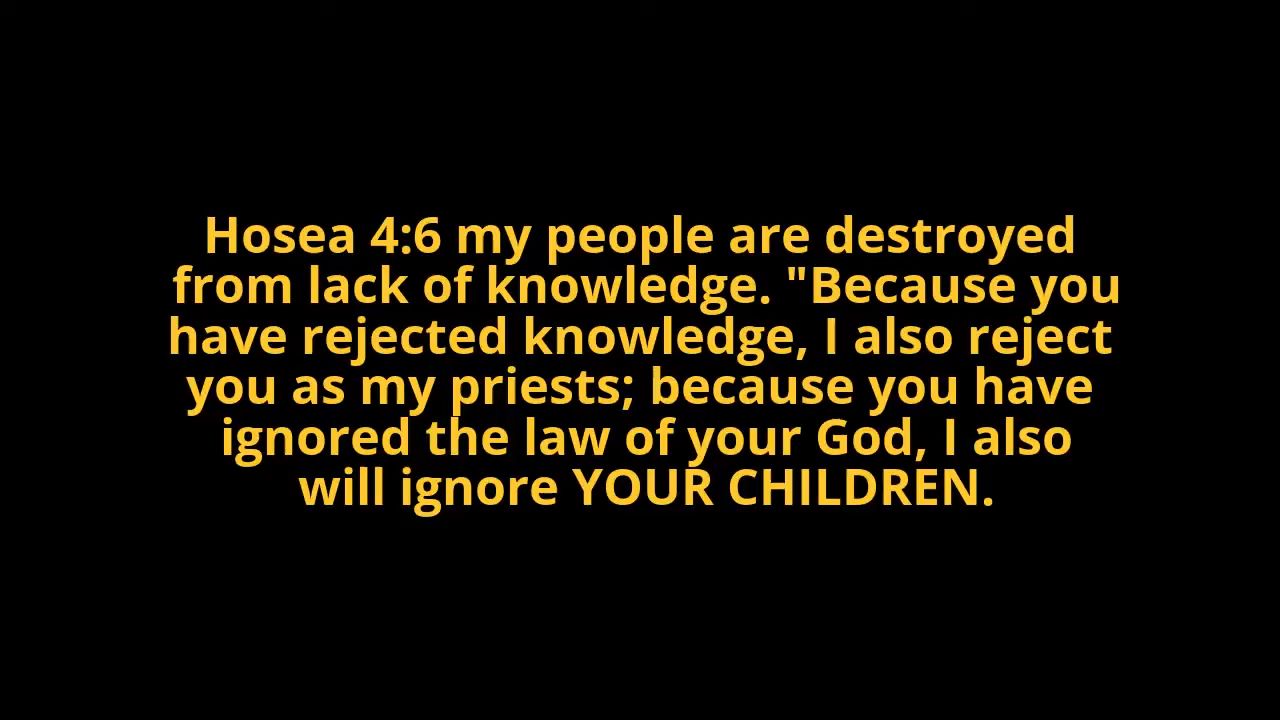 Hosea 4:6 my people are destroyed
from lack of knowledge. "Because you
have rejected knowledge, I also reject
you as my priests; because you have
ignored the law of your God, I also
will ignore YOUR CHILDREN.